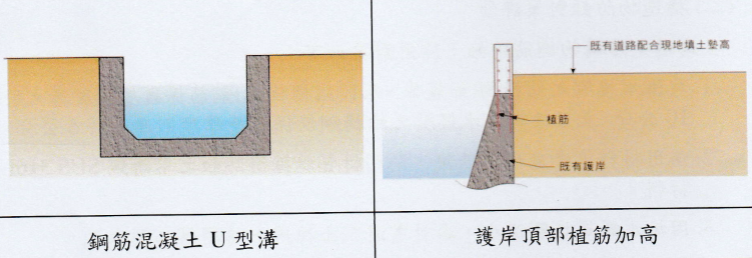 既有道路配合現地填土墊高
植筋
既有護岸
鋼筋混凝土U型溝
護岸頂部植筋加高